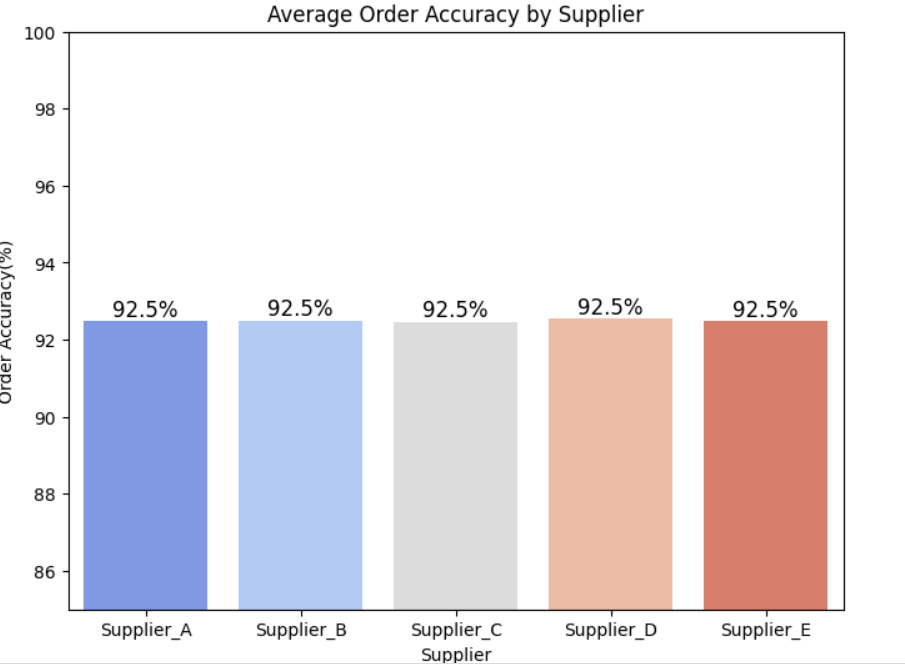 Average Order Accuracy by Supplier
Order Accuracy(%)
100
98
96
94
92
90
88
86
92.5%
92.5%
92.5%
92.5%
92.5%
Supplier_A
Supplier_B
Supplier_C
Supplier_D
Supplier_E
Supplier